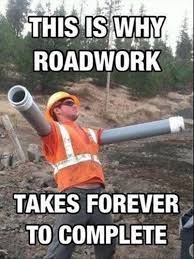 THIS IS WHY
ROADWORK
TAKES FOREVER
TO COMPLETE